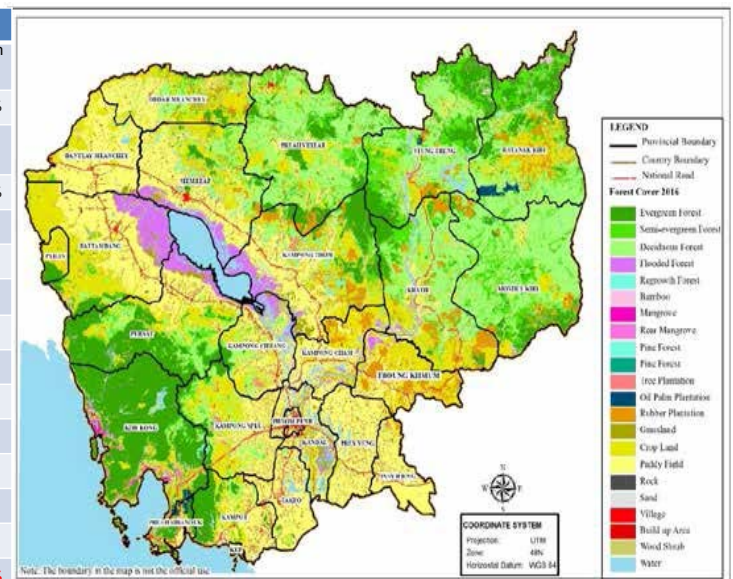 ODDAR MEANCHEY
BANTEAY MEANCHEY
PREAH VIHEAR
STUNG TRENG
RATANAK KIRI
SIEM REAP
BATTAMBANG
PAILIN
KAMPONG THOM
KRATIE
MONDUL KIRI
PURSAT
KAMPONG CHHANG
KAMPONG CHAM
TBOUNG KHMUM
KOH KONG
KAMPONG SPEU
PHNOM PENH
KANDAL
PREY VENG
SVAY RIENG
TAKEO
KAMPOT
KEP
LEGEND
Provincial Boundary
Country Boundary
National Road
Forest Cover 2016
Evergreen Forest
Semi-evergreen Forest
Deciduous Forest
Flooded Forest
Regrowth Forest
Bamboo
Mangrove
Rear Mangrove
Pine Forest
Pine Forest
Tree Plantation
Oil Palm Plantation
Rubber Plantation
Grassland
Crop Land
Paddy Field
Rock
Sand
Village
Build up Area
Wood Shrub
Water
N
W E
S
COORDINATE SYSTEM
Projection: UTM
Zone: 48N
Horizontal Datum: WGS 84
Note: The boundary in the map is not the official use